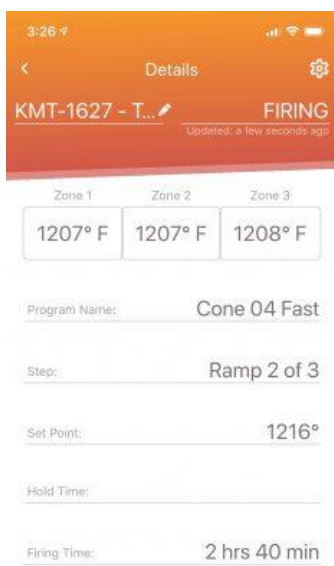 3:26
Details
KMT-1627 - T... FIRING
Updated: a few seconds ago
Zone 1 Zone 2 Zone 3
1207° F 1207° F 1208° F
Program Name: Cone 04 Fast
Step: Ramp 2 of 3
Set Point: 1216°
Hold Time:
Firing Time: 2 hrs 40 min